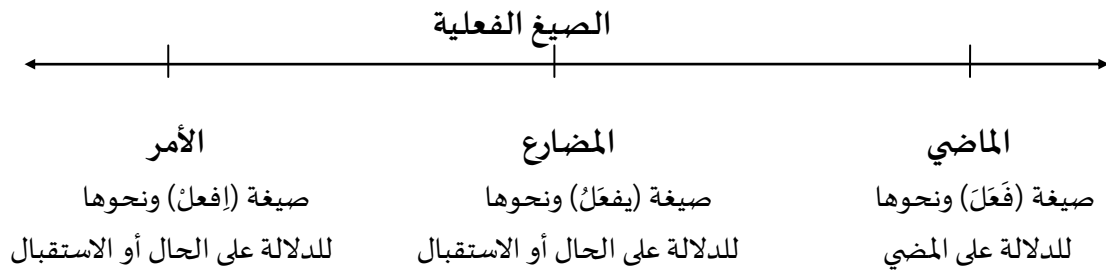 الصيغ الفعلية
الماضي
صيغة (فَعَلَ) ونحوها
للدلالة على المضي
المضارع
صيغة (يفعَلُ) ونحوها
للدلالة على الحال أو الاستقبال
الأمر
صيغة (اِفعلْ) ونحوها
للدلالة على الحال أو الاستقبال